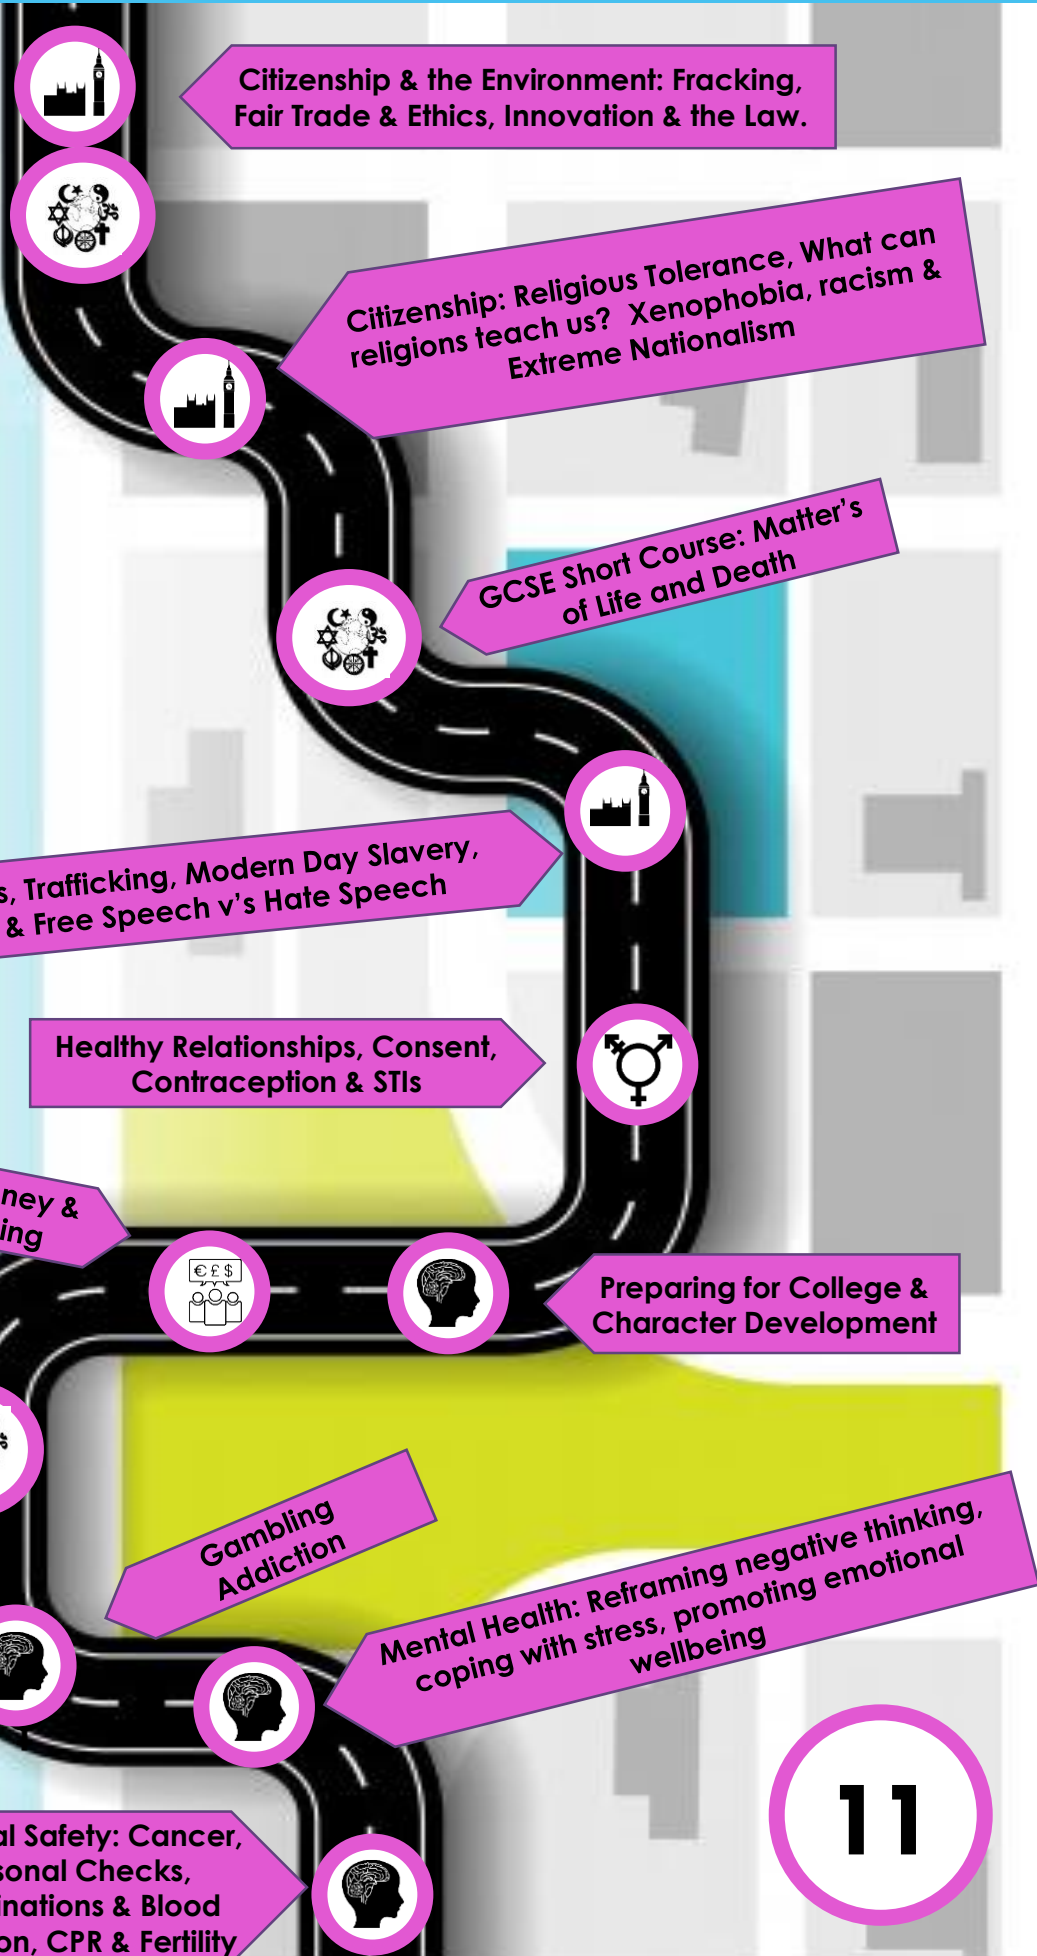 Citizenship & the Environment: Fracking,
Fair Trade & Ethics, Innovation & the Law.
Citizenship: Religious Tolerance, What can
religions teach us? Xenophobia, racism &
Extreme Nationalism
GCSE Short Course: Matter's
of Life and Death
s, Trafficking, Modern Day Slavery,
& Free Speech v's Hate Speech
Healthy Relationships, Consent,
Contraception & STIs
ney &
ing
€£$
Preparing for College &
Character Development
Gambling
Addiction
Mental Health: Reframing negative thinking,
coping with stress, promoting emotional
wellbeing
11
al Safety: Cancer,
sonal Checks,
inations & Blood
on, CPR & Fertility